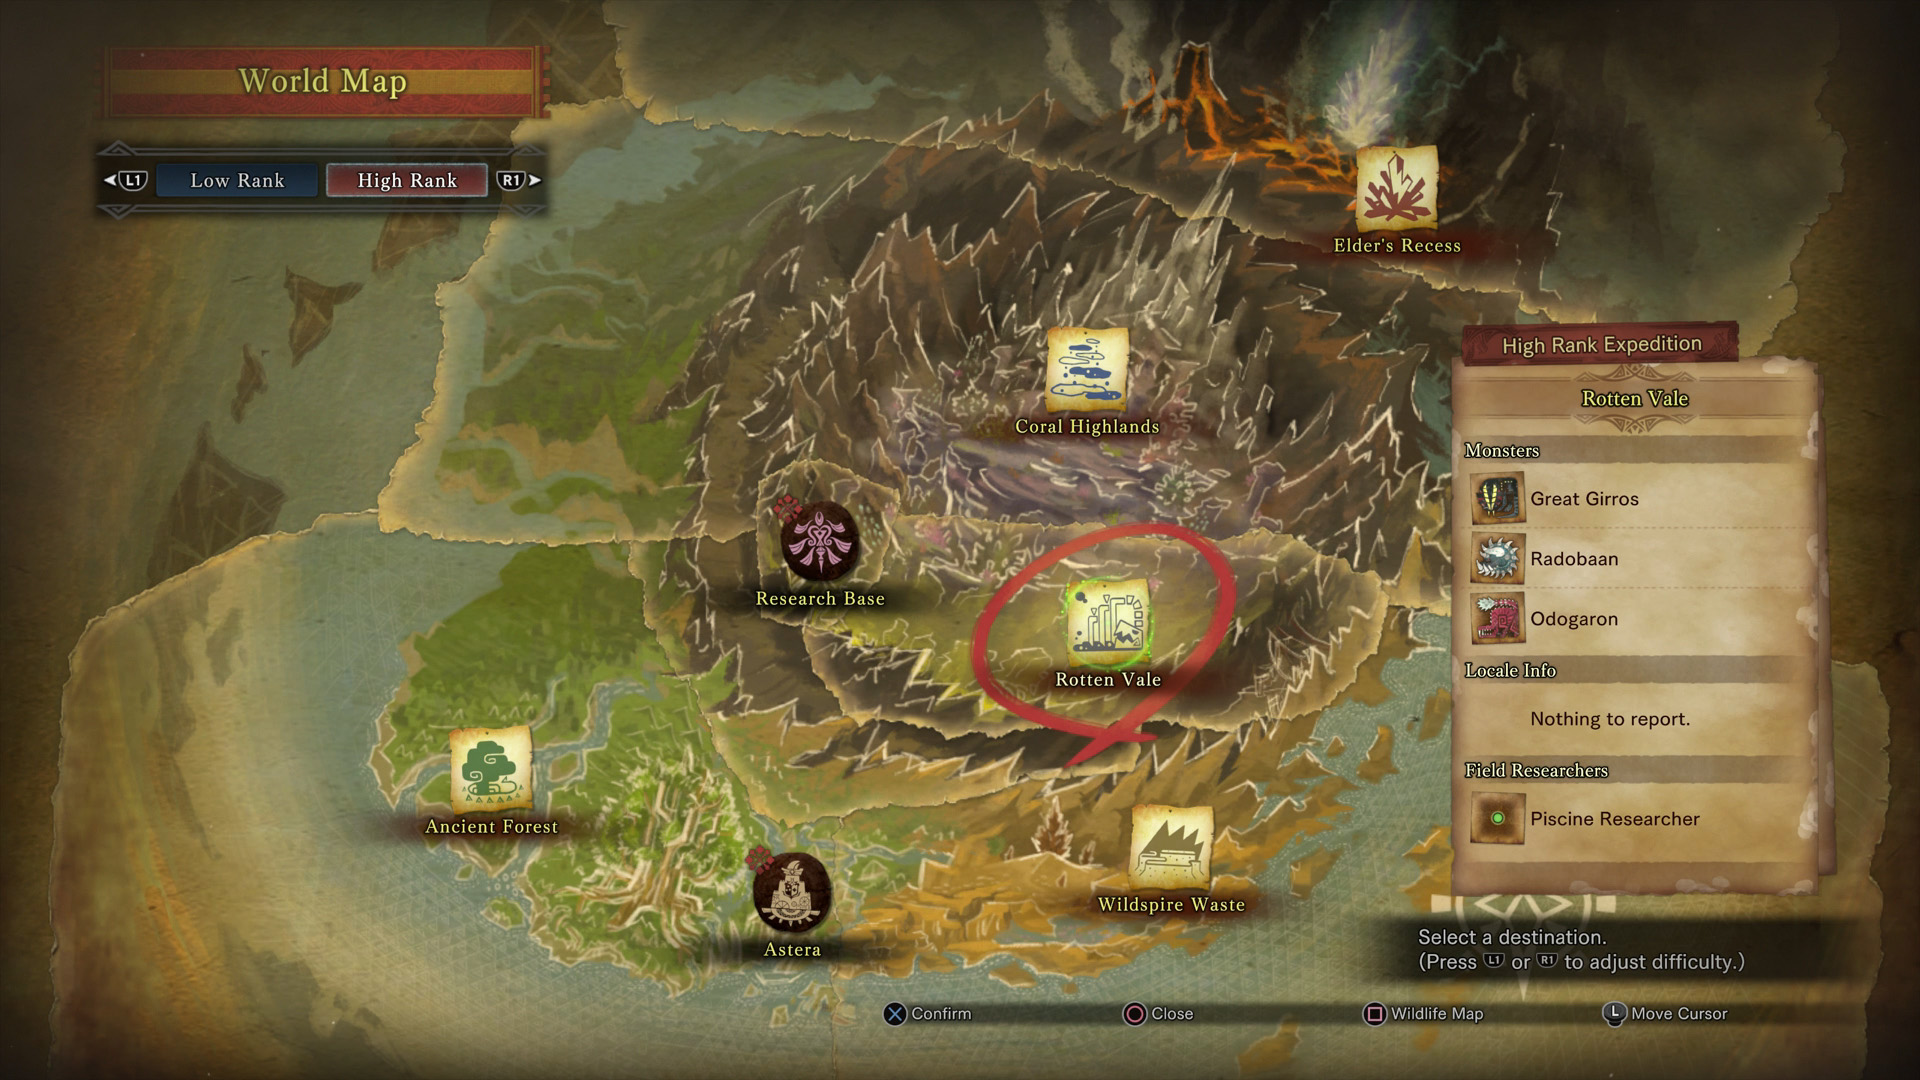 World Map
L1 Low Rank High Rank R1
Elder's Recess
High Rank Expedition
Rotten Vale
Coral Highlands
Monsters
Great Girros
Radobaan
Research Base
Odogaron
Locale Info
Rotten Vale
Nothing to report.
Field Researchers
Piscine Researcher
Ancient Forest
Wildspire Waste
Astera
Select a destination.
(Press L1 or R1 to adjust difficulty.)
Confirm Close Wildlife Map L Move Cursor